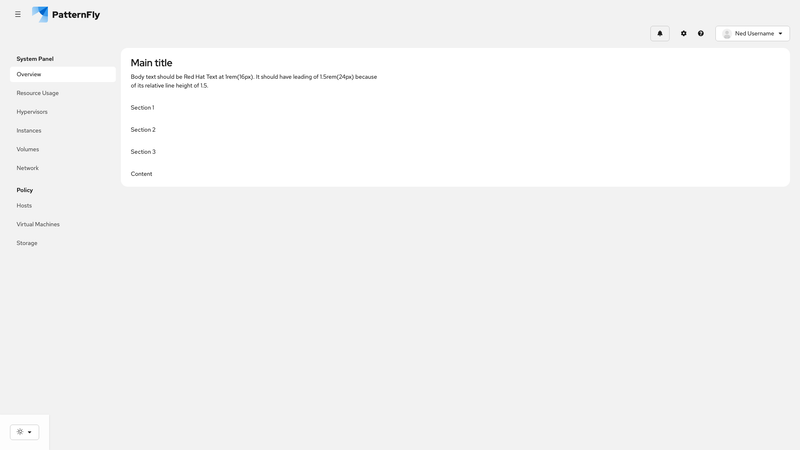 PatternFly
Ned Username
System Panel
Overview
Resource Usage
Hypervisors
Instances
Volumes
Network
Policy
Hosts
Virtual Machines
Storage
Main title
Body text should be Red Hat Text at 1rem(16px). It should have leading of 1.5rem(24px) because
of its relative line height of 1.5.
Section 1
Section 2
Section 3
Content